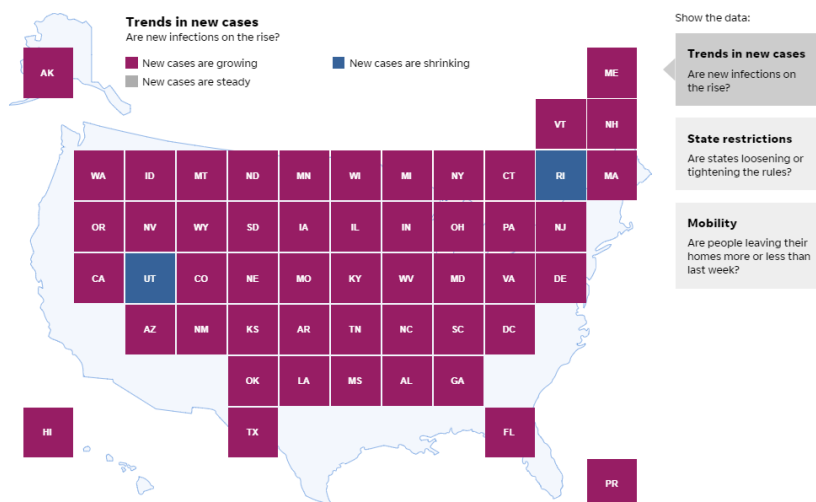 Trends in new cases
Are new infections on the rise?
New cases are growing
New cases are shrinking
New cases are steady
Show the data:
Trends in new cases
Are new infections on
the rise?
State restrictions
Are states loosening or
tightening the rules?
Mobility
Are people leaving their
homes more or less than
last week?
AK ME
VT NH
WA ID MT ND MN WI MI NY CT RI MA
OR NV WY SD IA IL IN OH PA NJ
CA UT CO NE MO KY WV MD VA DE
AZ NM KS AR TN NC SC DC
OK LA MS AL GA
HI TX FL
PR